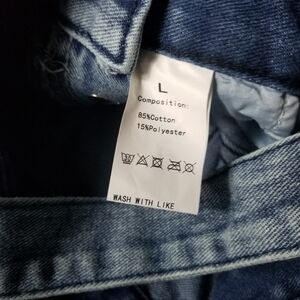 L
Composition:
85%Cotton
15%Polyester
WASH WITH LIKE